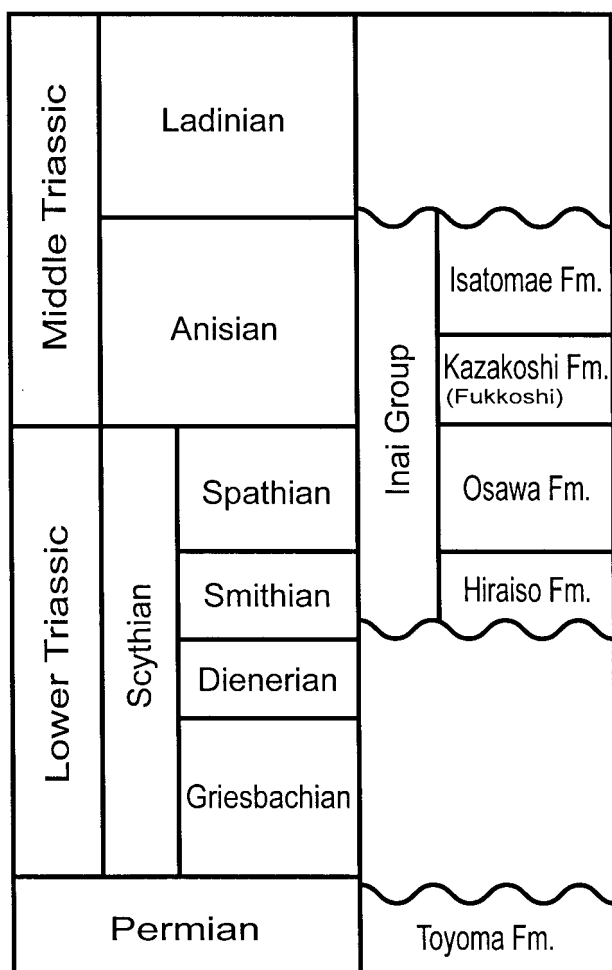 Middle Triassic
Ladinian
Anisian
Lower Triassic
Scythian
Spathian
Smithian
Dienerian
Griesbachian
Permian
Inai Group
Isatomae Fm.
Kazakoshi Fm.
(Fukkoshi)
Osawa Fm.
Hiraiso Fm.
Toyoma Fm.